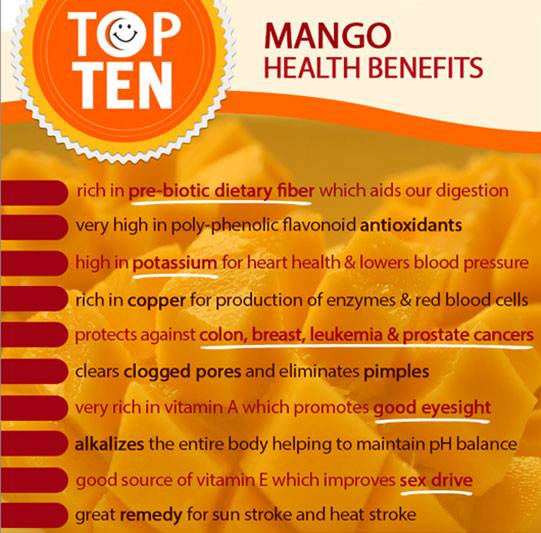 TOP
TEN
MANGO
HEALTH BENEFITS
rich in pre-biotic dietary fiber which aids our digestion
very high in poly-phenolic flavonoid antioxidants
high in potassium for heart health & lowers blood pressure
rich in copper for production of enzymes & red blood cells
protects against colon, breast, leukemia & prostate cancers
clears clogged pores and eliminates pimples
very rich in vitamin A which promotes good eyesight
alkalizes the entire body helping to maintain pH balance
good source of vitamin E which improves sex drive
great remedy for sun stroke and heat stroke